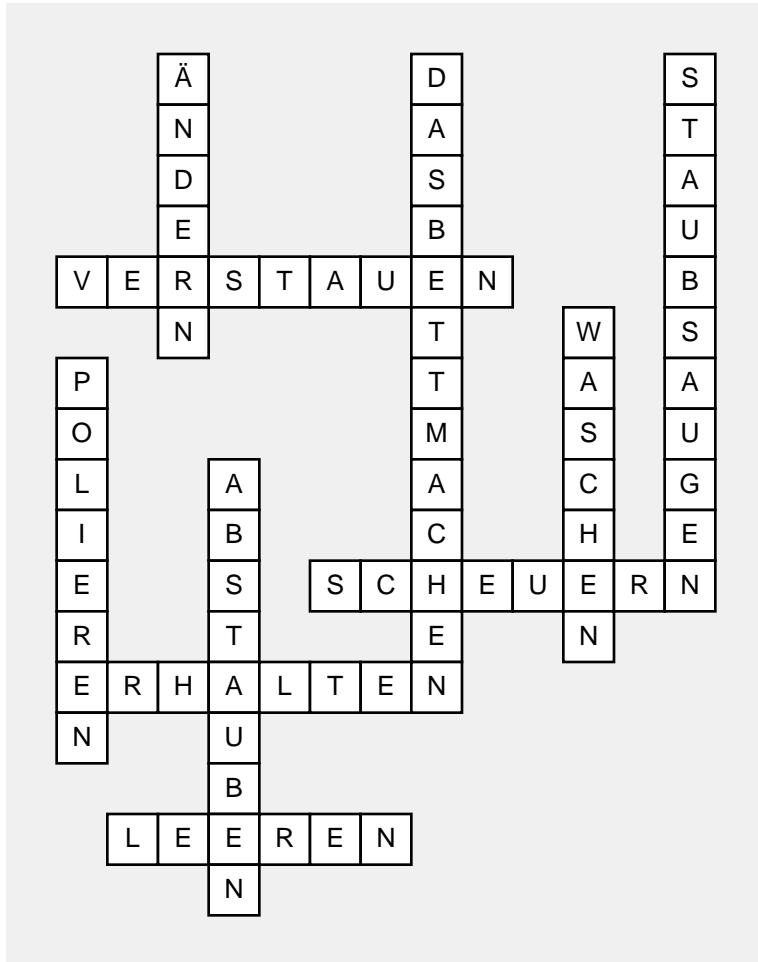 ÄNDERN
DASBETTMACHEN
STAUBSAUGEN
VERSTAUEN
WASCHEN
POLIEREN
ABSTAUBEN
SCHEUERN
ERHALTEN
LEEREN